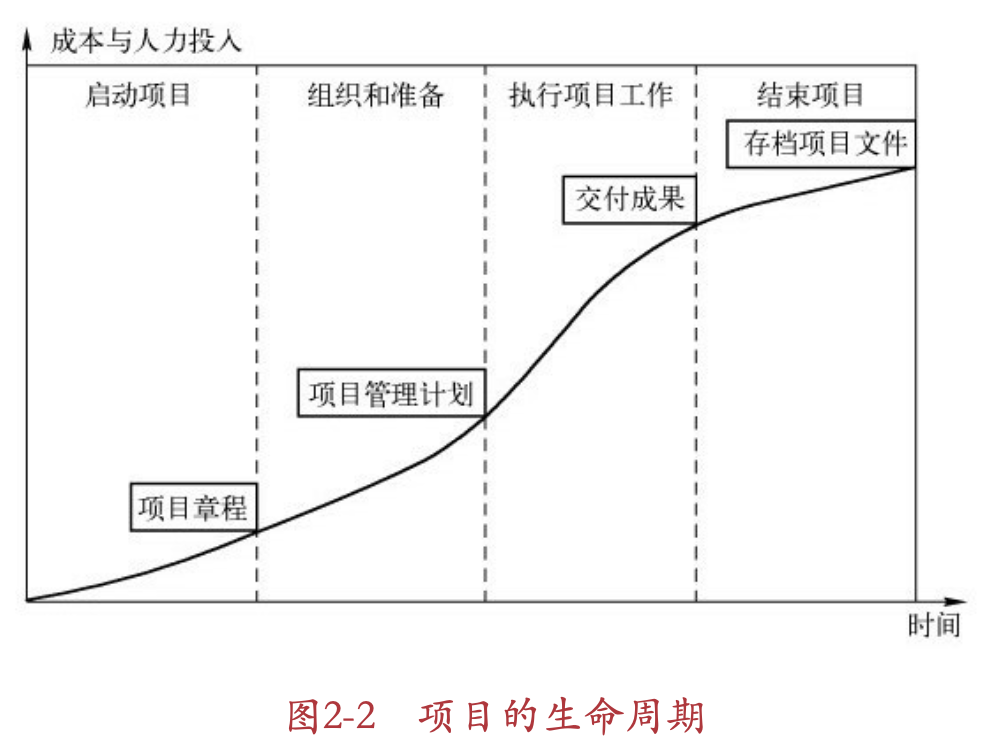 成本与人力投入
启动项目
组织和准备
执行项目工作
结束项目
存档项目文件
交付成果
项目管理计划
项目章程
时间
图2-2 项目的生命周期